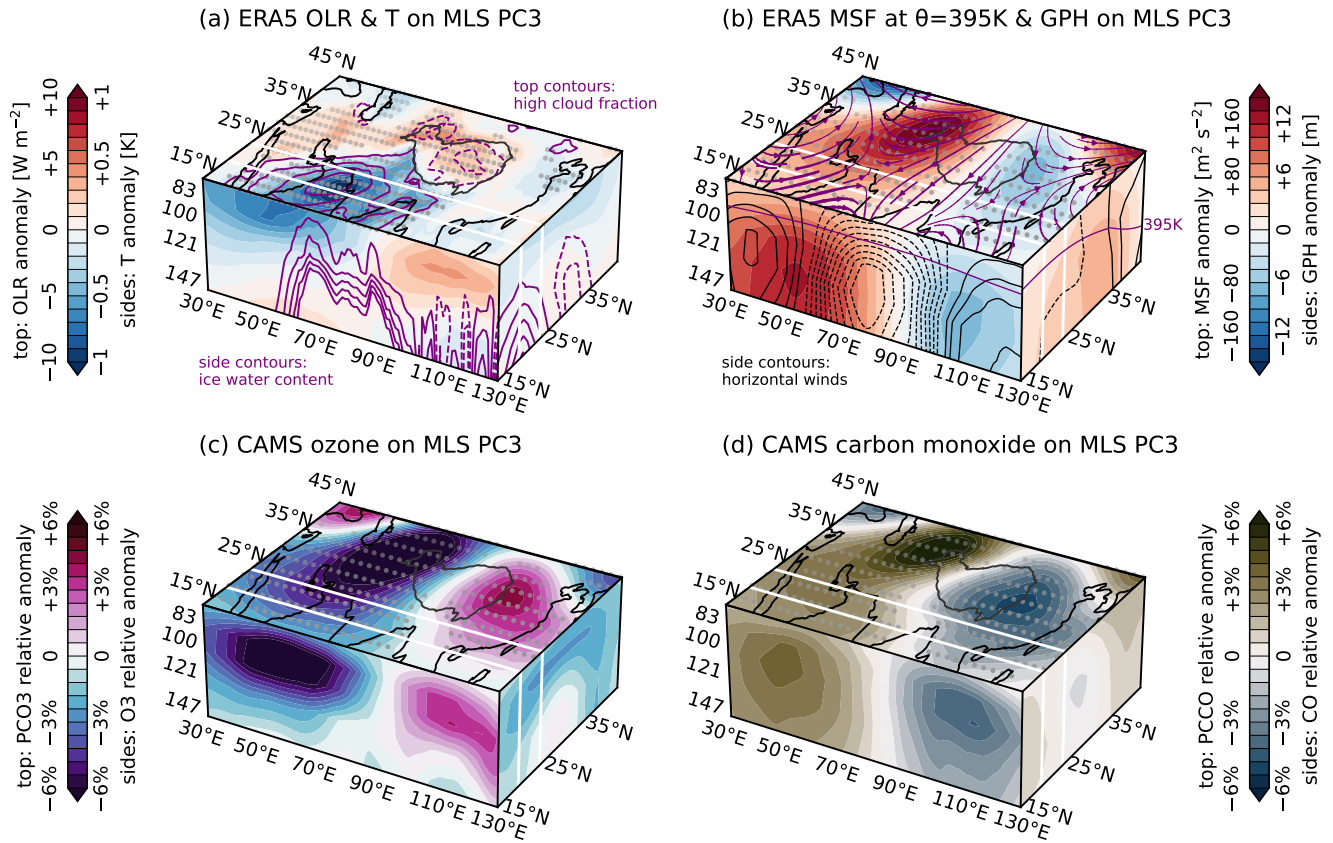 (a) ERA5 OLR & T on MLS PC3
top: OLR anomaly [W m−2]
−10 −5 0 +5 +10
−1 −0.5 0 +0.5 +1
sides: T anomaly [K]
top contours:
high cloud fraction
45°N
35°N
25°N
15°N
83
100
121
147
30°E 50°E 70°E 90°E 110°E 130°E
15°N 25°N 35°N
side contours:
ice water content
(b) ERA5 MSF at θ=395K & GPH on MLS PC3
45°N
35°N
25°N
15°N
83
100
121
147
30°E 50°E 70°E 90°E 110°E 130°E
15°N 25°N 35°N
395K
side contours:
horizontal winds
top: MSF anomaly [m2 s−2]
−160 −80 0 +80 +160
−12 −6 0 +6 +12
sides: GPH anomaly [m]
(c) CAMS ozone on MLS PC3
top: PCO3 relative anomaly
−6% −3% 0 +3% +6%
−6% −3% 0 +3% +6%
sides: O3 relative anomaly
45°N
35°N
25°N
15°N
83
100
121
147
30°E 50°E 70°E 90°E 110°E 130°E
15°N 25°N 35°N
(d) CAMS carbon monoxide on MLS PC3
45°N
35°N
25°N
15°N
83
100
121
147
30°E 50°E 70°E 90°E 110°E 130°E
15°N 25°N 35°N
top: PCCO relative anomaly
−6% −3% 0 +3% +6%
−6% −3% 0 +3% +6%
sides: CO relative anomaly